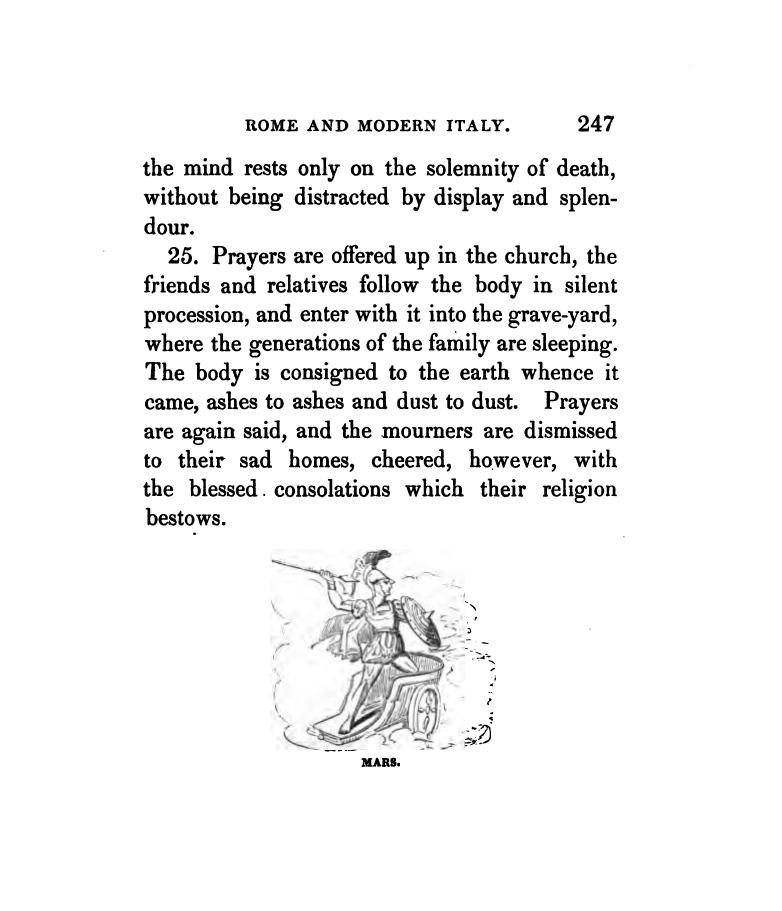 ROME AND MODERN ITALY. 247
the mind rests only on the solemnity of death,
without being distracted by display and splen-
dour.
25. Prayers are offered up in the church, the
friends and relatives follow the body in silent
procession, and enter with it into the grave-yard,
where the generations of the family are sleeping.
The body is consigned to the earth whence it
came, ashes to ashes and dust to dust. Prayers
are again said, and the mourners are dismissed
to their sad homes, cheered, however, with
the blessed consolations which their religion
bestows.
MARS.